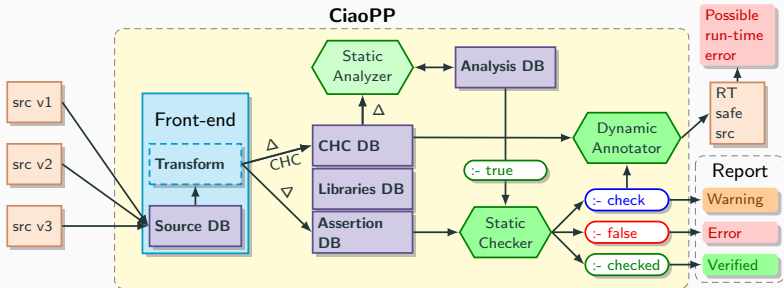 CiaoPP
Possible
run-time
error
Static
Analyzer
Analysis DB
src v1
Front-end
Δ
RT
safe
src
Δ
CHC
CHC DB
Dynamic
Annotator
src v2
Transform
:- true
Report
Δ
Libraries DB
:- check
Warning
src v3
Source DB
Assertion
DB
Static
Checker
:- false
Error
:- checked
Verified